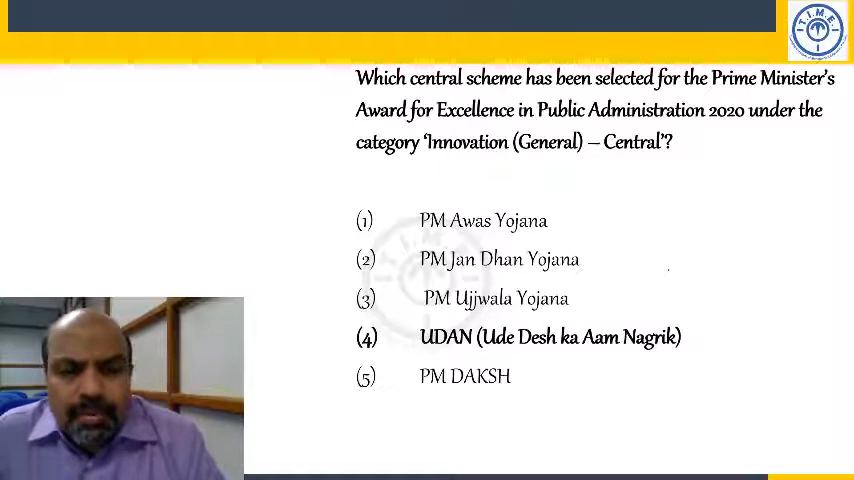 T.I.M.E.
Which central scheme has been selected for the Prime Minister's
Award for Excellence in Public Administration 2020 under the
category 'Innovation (General) – Central'?
(1) PM Awas Yojana
(2) PM Jan Dhan Yojana
(3) PM Ujjwala Yojana
(4) UDAN (Ude Desh ka Aam Nagrik)
(5) PM DAKSH